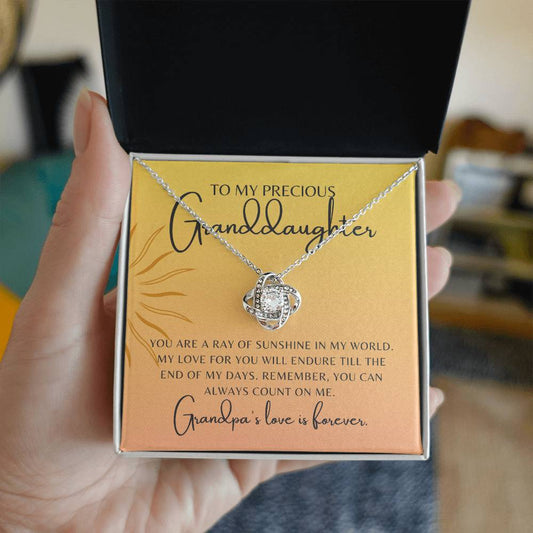 TO MY PRECIOUS
Granddaughter
YOU ARE A RAY OF SUNSHINE IN MY WORLD.
MY LOVE FOR YOU WILL ENDURE TILL THE
END OF MY DAYS. REMEMBER, YOU CAN
ALWAYS COUNT ON ME.
Grandpa's love is forever.